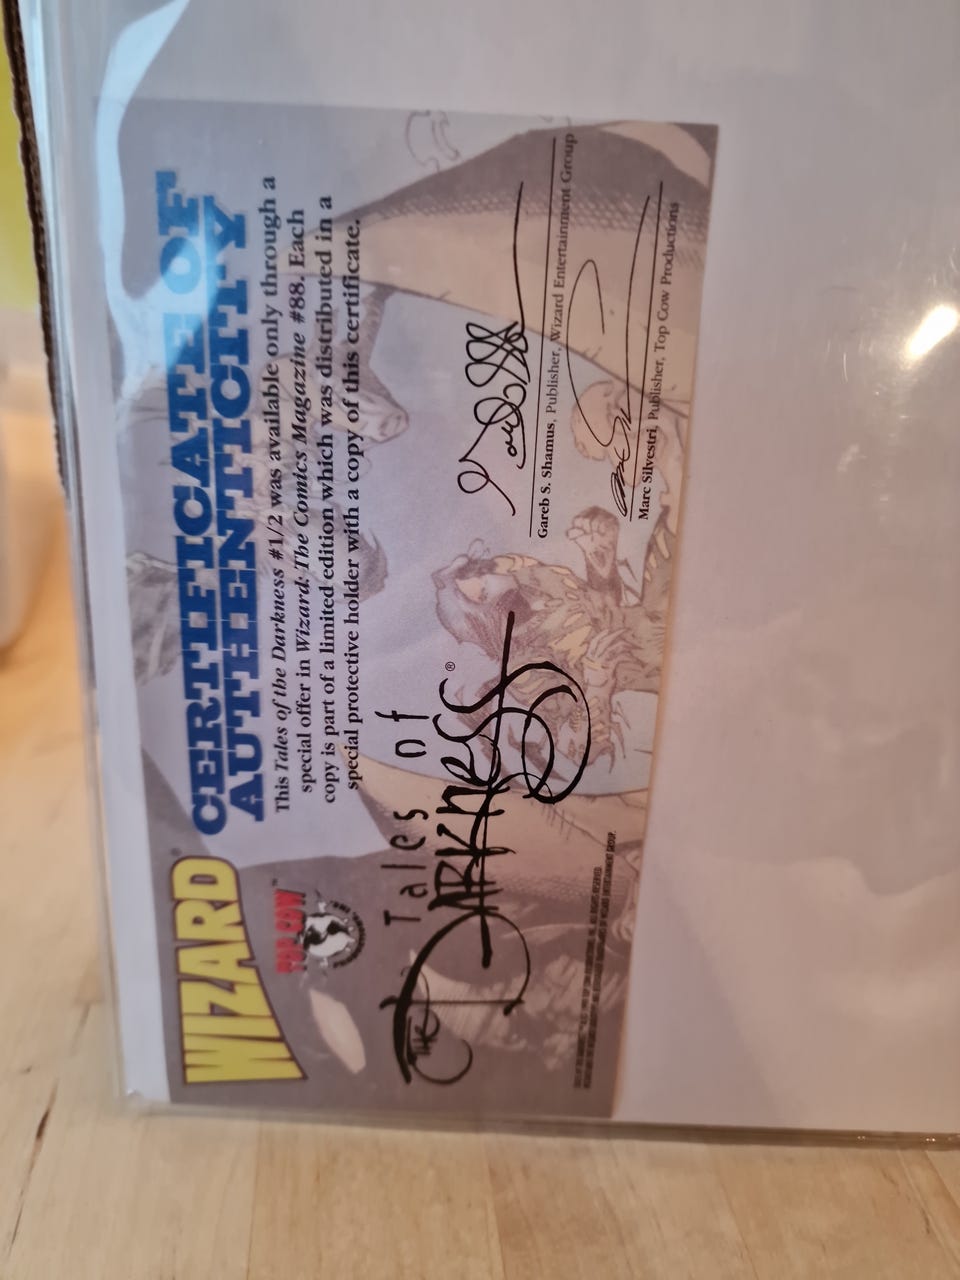 WIZARD
CERTIFICATE OF
AUTHENTICITY
TOP COW
This Tales of the Darkness #1/2 was available only through a
special offer in Wizard: The Comics Magazine #88. Each
copy is part of a limited edition which was distributed in a
special protective holder with a copy of this certificate.
Tales of
The DARKNESS®
Gareb S. Shamus, Publisher, Wizard Entertainment Group
Marc Silvestri, Publisher, Top Cow Productions